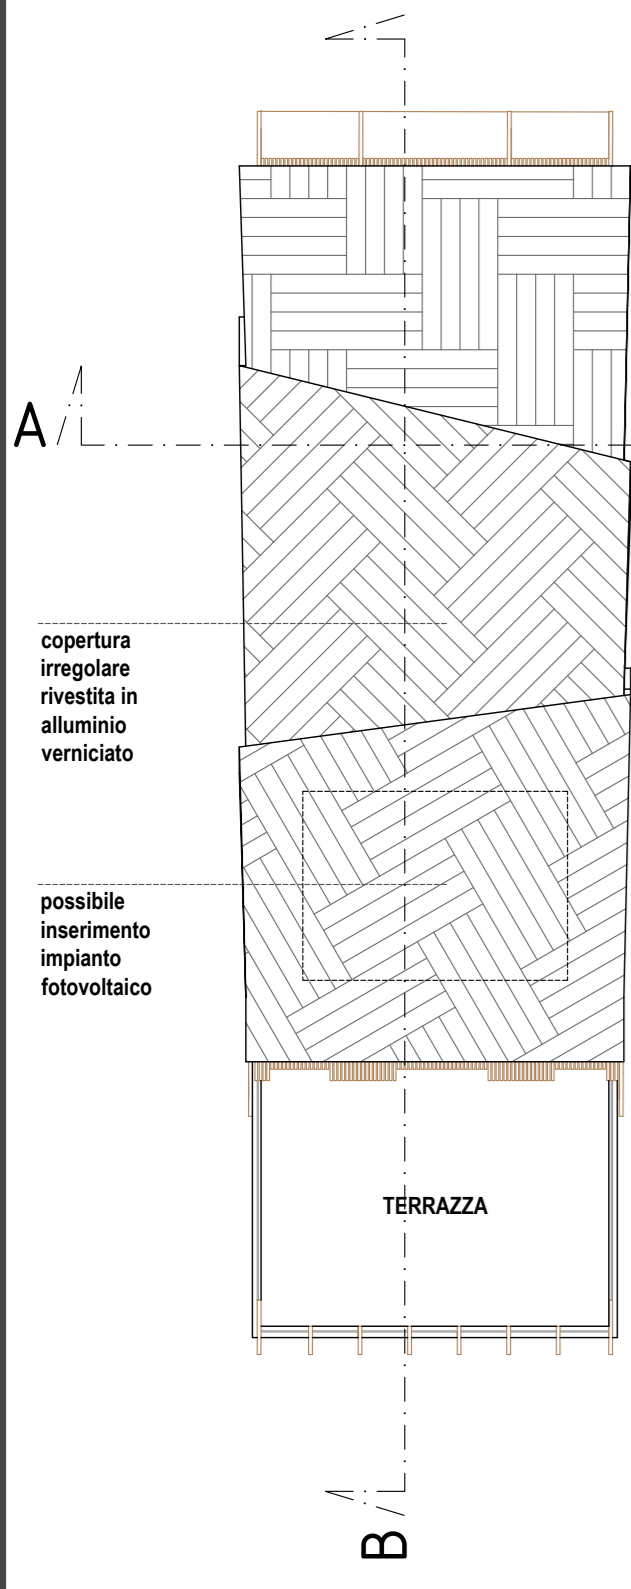 A
copertura
irregolare
rivestita in
alluminio
verniciato
possibile
inserimento
impianto
fotovoltaico
TERRAZZA
B